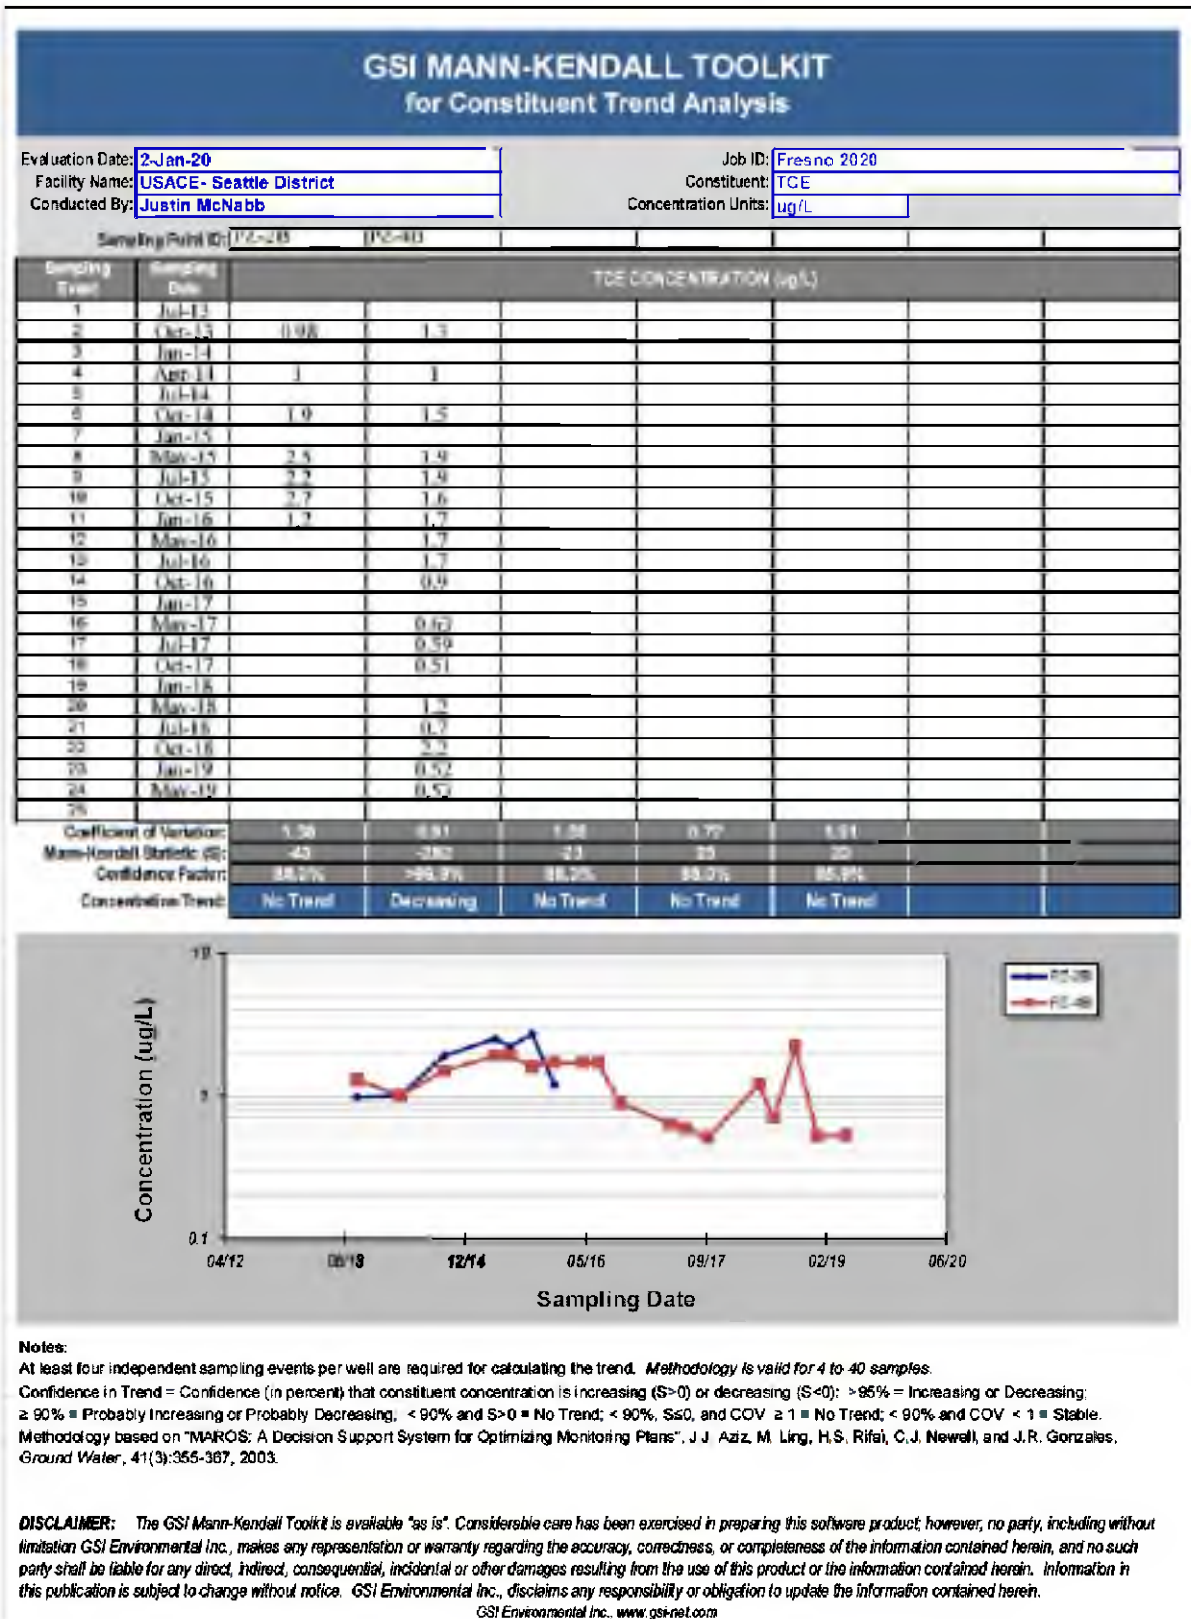 GSI MANN-KENDALL TOOLKIT
for Constituent Trend Analysis
Evaluation Date: 2-Jan-20 Job ID: Fresno 2020
Facility Name: USACE- Seattle District Constituent: TCE
Conducted By: Justin McNabb Concentration Units: ug/L
Sampling Point ID: PZ-2B PZ-4B
Sampling Event Sampling Date TCE CONCENTRATION (ug/L)
1 Jul-13
2 Oct-13 0.98 1.3
3 Jan-14
4 Apr-14 1 1
5 Jul-14
6 Oct-14 1.9 1.5
7 Jan-15
8 May-15 2.5 1.9
9 Jul-15 2.2 1.9
10 Oct-15 2.7 1.6
11 Jan-16 1.2 1.7
12 May-16 1.7
13 Jul-16 1.7
14 Oct-16 0.9
15 Jan-17
16 May-17 0.63
17 Jul-17 0.59
18 Oct-17 0.51
19 Jan-18
20 May-18 1.2
21 Jul-18 0.7
22 Oct-18 2.2
23 Jan-19 0.52
24 May-19 0.53
25
Coefficient of Variation: 0.77
Mann-Kendall Statistic (S):
Confidence Factor: >99.9%
Concentration Trend: No Trend Decreasing No Trend No Trend No Trend
Concentration (ug/L)
0.1
04/12 08/13 12/14 05/16 09/17 02/19 06/20
Sampling Date
PZ-2B
PZ-4B
Notes:
At least four independent sampling events per well are required for calculating the trend. Methodology is valid for 4 to 40 samples.
Confidence in Trend = Confidence (in percent) that constituent concentration is increasing (S>0) or decreasing (S<0): >95% = Increasing or Decreasing;
≥ 90% = Probably Increasing or Probably Decreasing; < 90% and S>0 = No Trend; < 90%, S≤0, and COV ≥ 1 = No Trend; < 90% and COV < 1 = Stable.
Methodology based on "MAROS: A Decision Support System for Optimizing Monitoring Plans", J.J. Aziz, M. Ling, H.S. Rifai, C.J. Newell, and J.R. Gonzales,
Ground Water, 41(3):355-367, 2003.
DISCLAIMER: The GSI Mann-Kendall Toolkit is available "as is". Considerable care has been exercised in preparing this software product; however, no party, including without
limitation GSI Environmental Inc., makes any representation or warranty regarding the accuracy, correctness, or completeness of the information contained herein, and no such
party shall be liable for any direct, indirect, consequential, incidental or other damages resulting from the use of this product or the information contained herein. Information in
this publication is subject to change without notice. GSI Environmental Inc., disclaims any responsibility or obligation to update the information contained herein.
GSI Environmental Inc., www.gsi-net.com